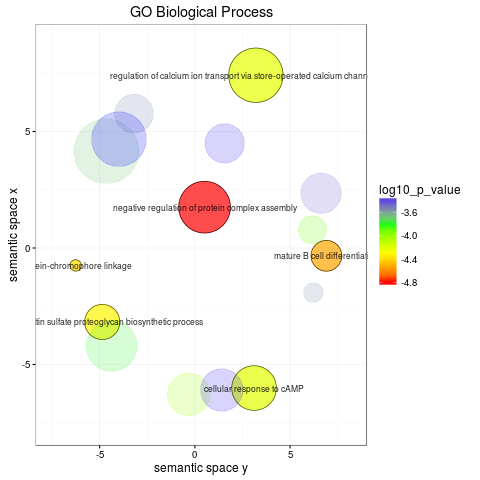 GO Biological Process
regulation of calcium ion transport via store-operated calcium chann
negative regulation of protein complex assembly
mature B cell differentiati
ein-chromophore linkage
tin sulfate proteoglycan biosynthetic process
cellular response to cAMP
5
0
-5
-5
0
5
semantic space y
semantic space x
log10_p_value
-3.6
-4.0
-4.4
-4.8